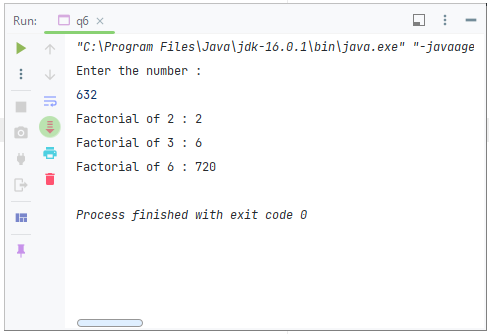 Run: q6
"C:\Program Files\Java\jdk-16.0.1\bin\java.exe" "-javaage
Enter the number :
632
Factorial of 2 : 2
Factorial of 3 : 6
Factorial of 6 : 720
Process finished with exit code 0